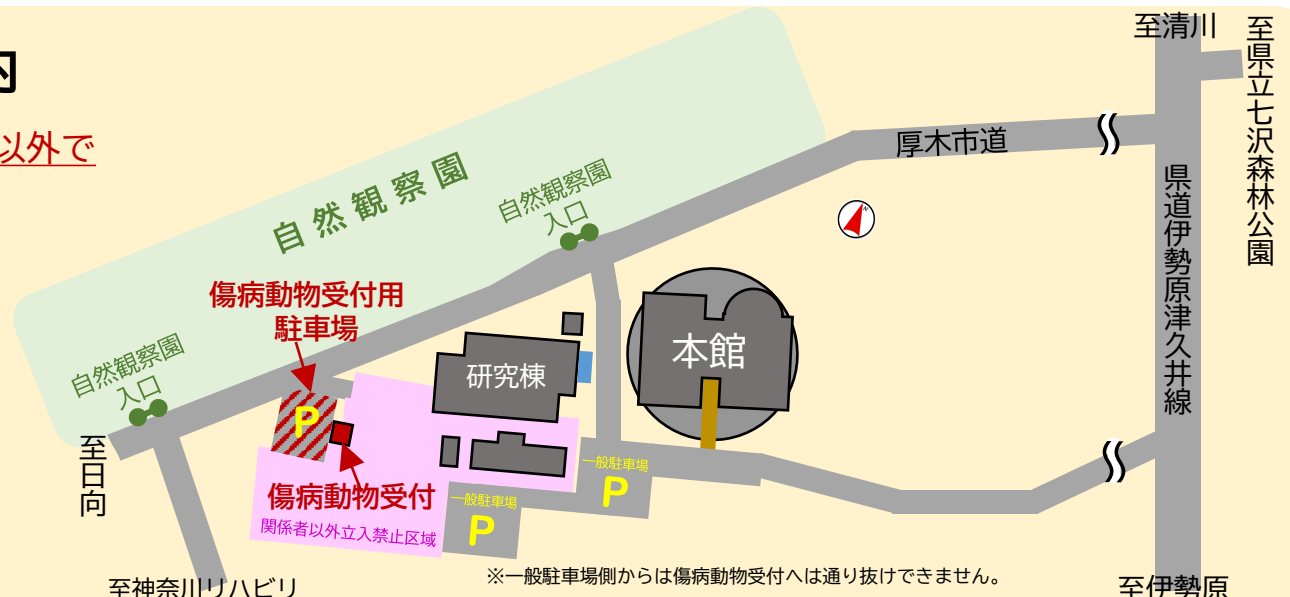 内
以外で
至清川
至県立七沢森林公園
厚木市道
県道伊勢原津久井線
自然観察園
自然観察園
入口
傷病動物受付用
駐車場
本館
研究棟
自然観察園
入口
P
至日向
一般駐車場
P
傷病動物受付
一般駐車場
P
関係者以外立入禁止区域
※一般駐車場側からは傷病動物受付へは通り抜けできません。
至神奈川リハビリ
至伊勢原